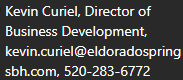 Kevin Curiel, Director of
Business Development,
kevin.curiel@eldoradospring
sbh.com, 520-283-6772